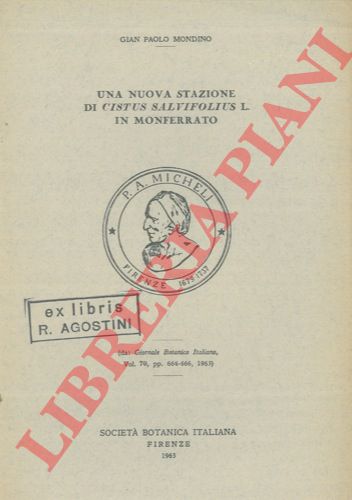 GIAN PAOLO MONDINO
UNA NUOVA STAZIONE
DI CISTUS SALVIFOLIUS L.
IN MONFERRATO
P. A. MICHELI
FIRENZE 1679-1737
ex libris
R. AGOSTINI
(da: Giornale Botanico Italiano,
Vol. 70, pp. 664-666, 1963)
SOCIETÀ BOTANICA ITALIANA
FIRENZE
1963
LIBRERIA PIANI